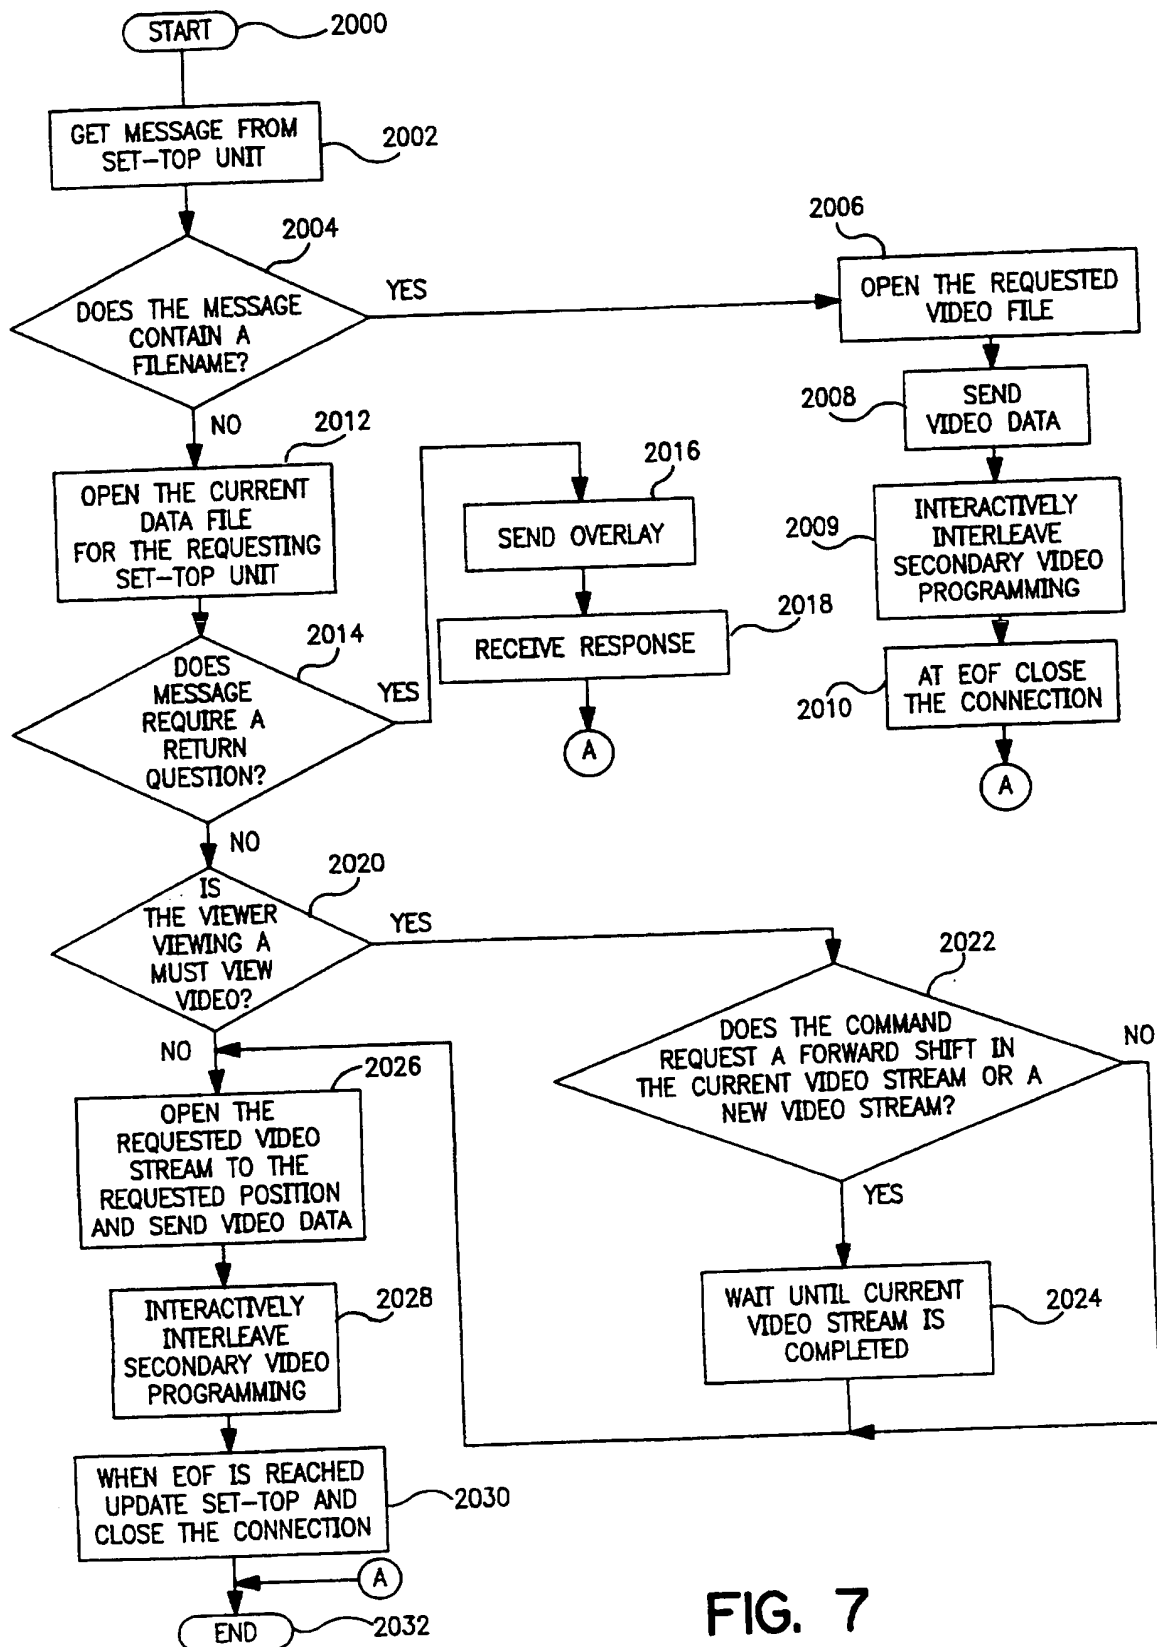 START
2000
GET MESSAGE FROM
SET-TOP UNIT
2002
2004
DOES THE MESSAGE
CONTAIN A
FILENAME?
YES
NO
2006
OPEN THE REQUESTED
VIDEO FILE
2008
SEND
VIDEO DATA
2009
INTERACTIVELY
INTERLEAVE
SECONDARY VIDEO
PROGRAMMING
2010
AT EOF CLOSE
THE CONNECTION
A
2012
OPEN THE CURRENT
DATA FILE
FOR THE REQUESTING
SET-TOP UNIT
2014
DOES
MESSAGE
REQUIRE A
RETURN
QUESTION?
YES
NO
2016
SEND OVERLAY
2018
RECEIVE RESPONSE
A
2020
IS
THE VIEWER
VIEWING A
MUST VIEW
VIDEO?
YES
NO
2022
DOES THE COMMAND
REQUEST A FORWARD SHIFT IN
THE CURRENT VIDEO STREAM OR A
NEW VIDEO STREAM?
NO
YES
WAIT UNTIL CURRENT
VIDEO STREAM IS
COMPLETED
2024
2026
OPEN THE
REQUESTED VIDEO
STREAM TO THE
REQUESTED POSITION
AND SEND VIDEO DATA
INTERACTIVELY
INTERLEAVE
SECONDARY VIDEO
PROGRAMMING
2028
WHEN EOF IS REACHED
UPDATE SET-TOP AND
CLOSE THE CONNECTION
2030
A
END
2032
FIG. 7